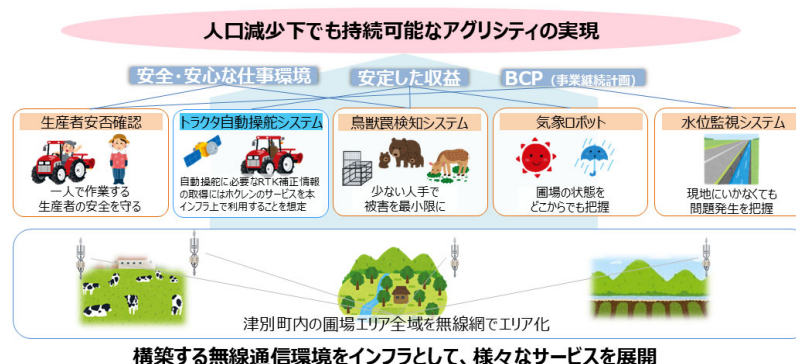 人口減少下でも持続可能なアグリシティの実現
安全・安心な仕事環境
安定した収益
BCP（事業継続計画）
生産者安否確認
一人で作業する
生産者の安全を守る
トラクタ自動操舵システム
自動操舵に必要なRTK補正情報
の取得にはホクレンのサービスを本
インフラ上で利用することを想定
鳥獣罠検知システム
少ない人手で
被害を最小限に
気象ロボット
圃場の状態を
どこからでも把握
水位監視システム
現地にいかなくても
問題発生を把握
津別町内の圃場エリア全域を無線網でエリア化
構築する無線通信環境をインフラとして、様々なサービスを展開